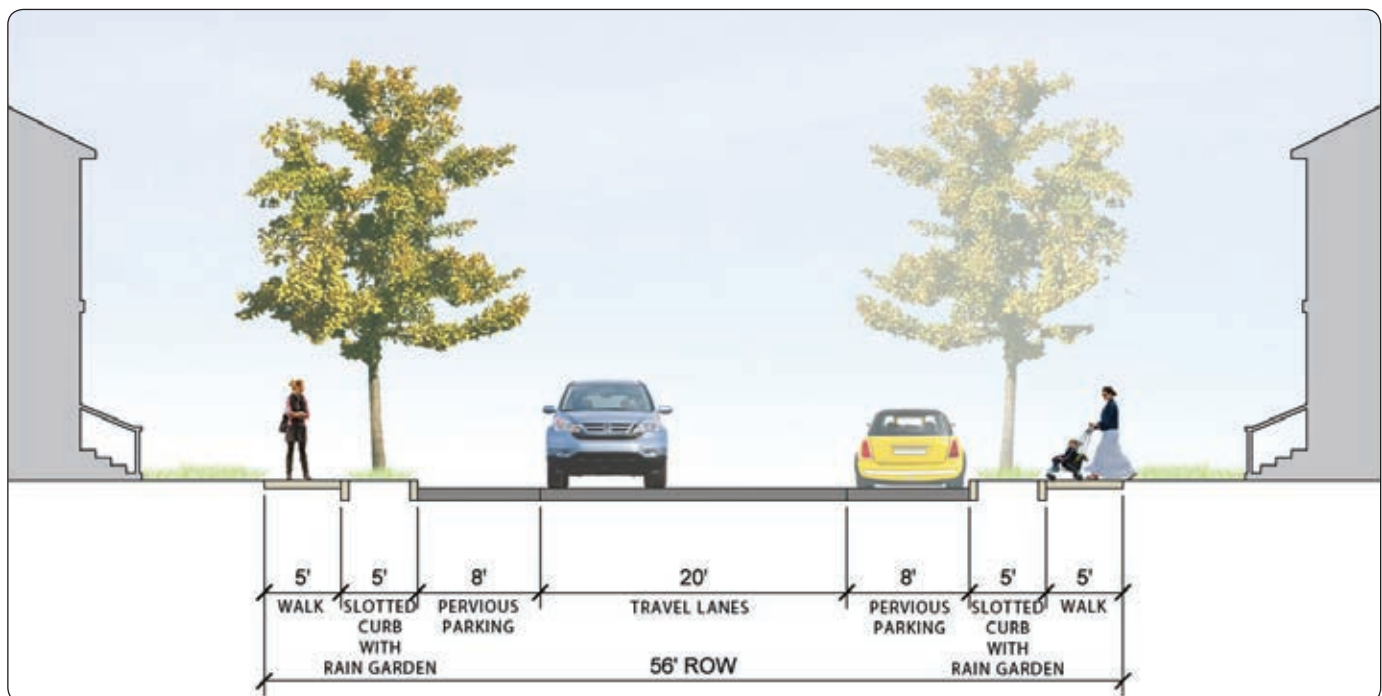 5'
WALK
5'
SLOTTED
CURB
WITH
RAIN GARDEN
8'
PERVIOUS
PARKING
20'
TRAVEL LANES
8'
PERVIOUS
PARKING
5'
SLOTTED
CURB
WITH
RAIN GARDEN
5'
WALK
56' ROW